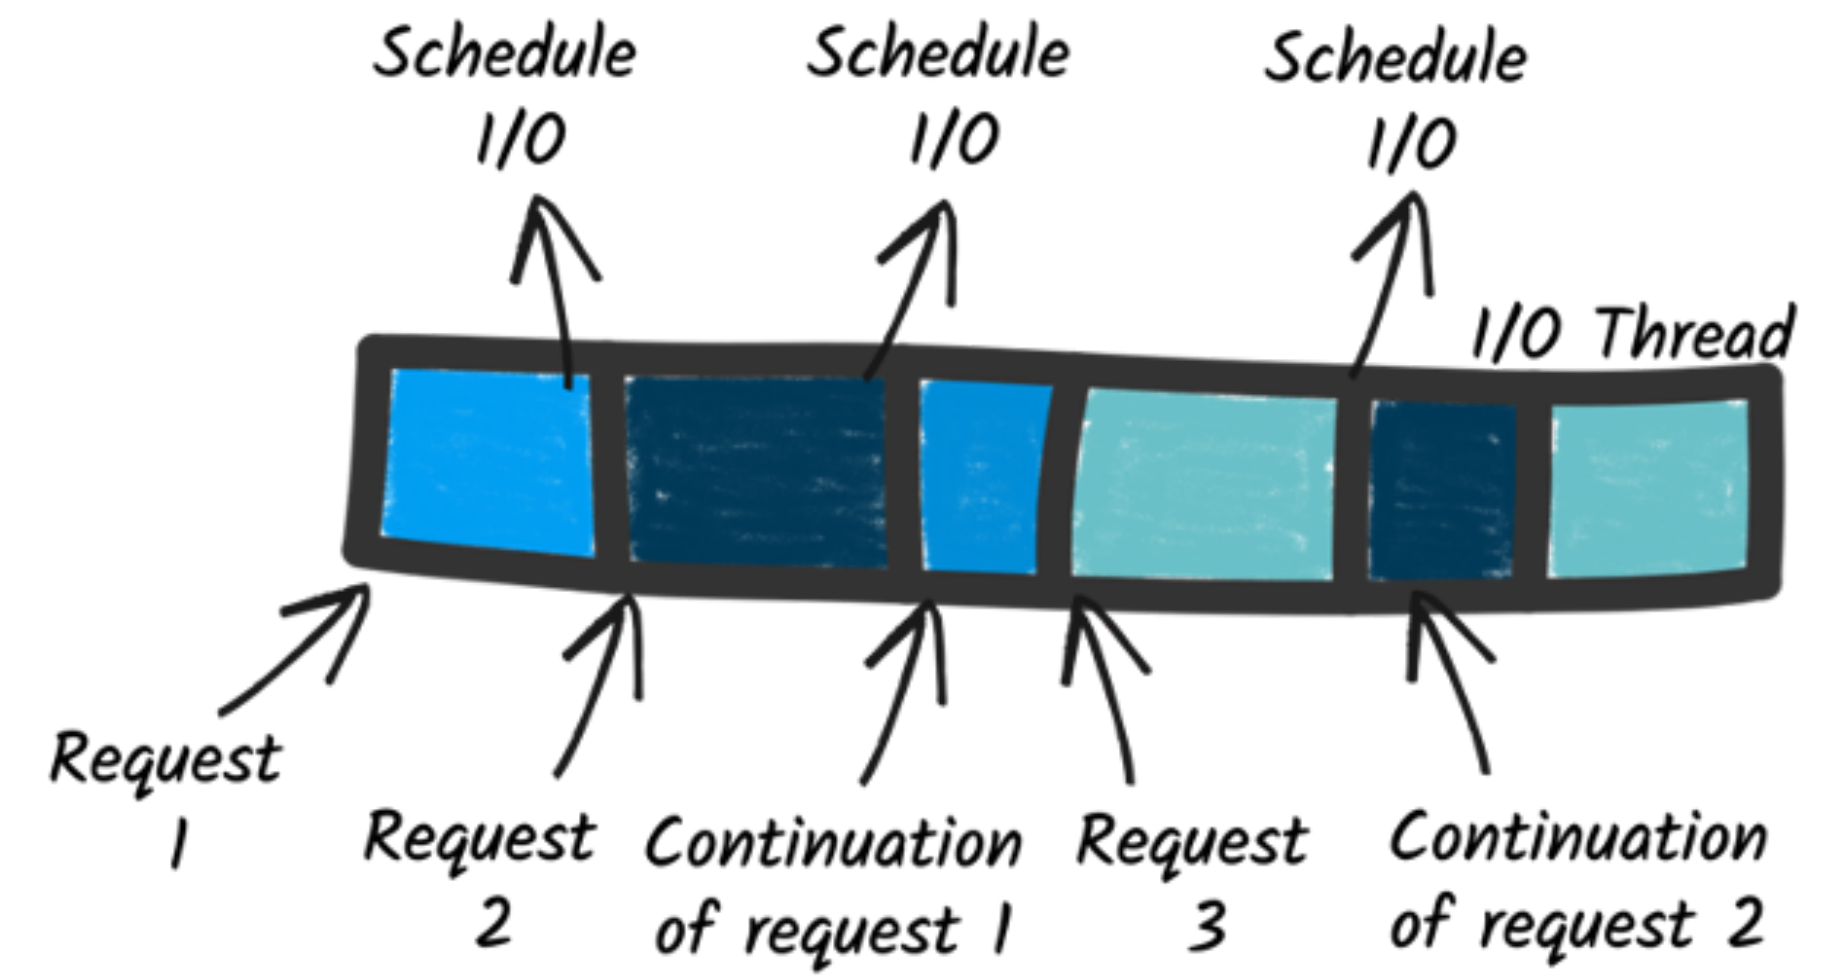 Schedule
I/O
Schedule
I/O
Schedule
I/O
I/O Thread
Request
1
Request
2
Continuation
of request 1
Request
3
Continuation
of request 2